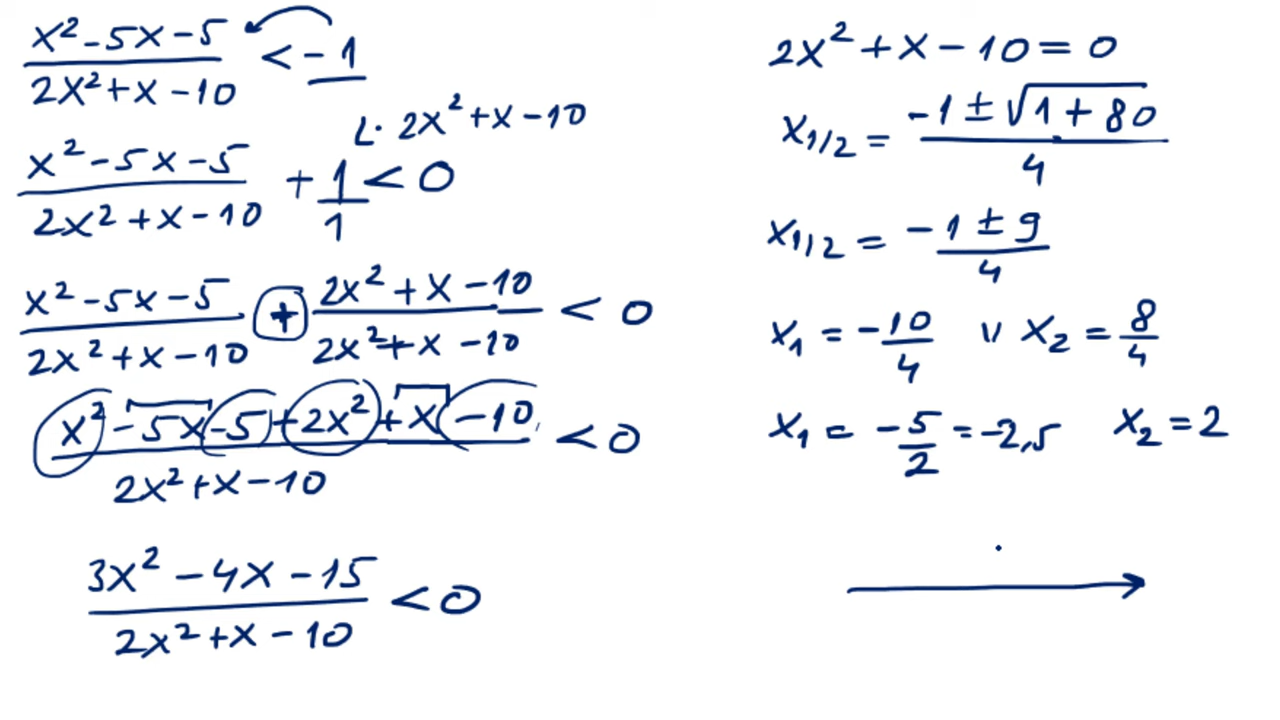 x² - 5x - 5 / 2x² + x - 10 < - 1
x² - 5x - 5 / 2x² + x - 10 + 1 / 1 < 0 |· 2x² + x - 10
x² - 5x - 5 / 2x² + x - 10 + 2x² + x - 10 / 2x² + x - 10 < 0
x² - 5x - 5 + 2x² + x - 10 / 2x² + x - 10 < 0
3x² - 4x - 15 / 2x² + x - 10 < 0
2x² + x - 10 = 0
x1/2 = -1 ± √1 + 80 / 4
x1/2 = -1 ± 9 / 4
x₁ = - 10 / 4 v x₂ = 8 / 4
x₁ = - 5 / 2 = -2,5 x₂ = 2